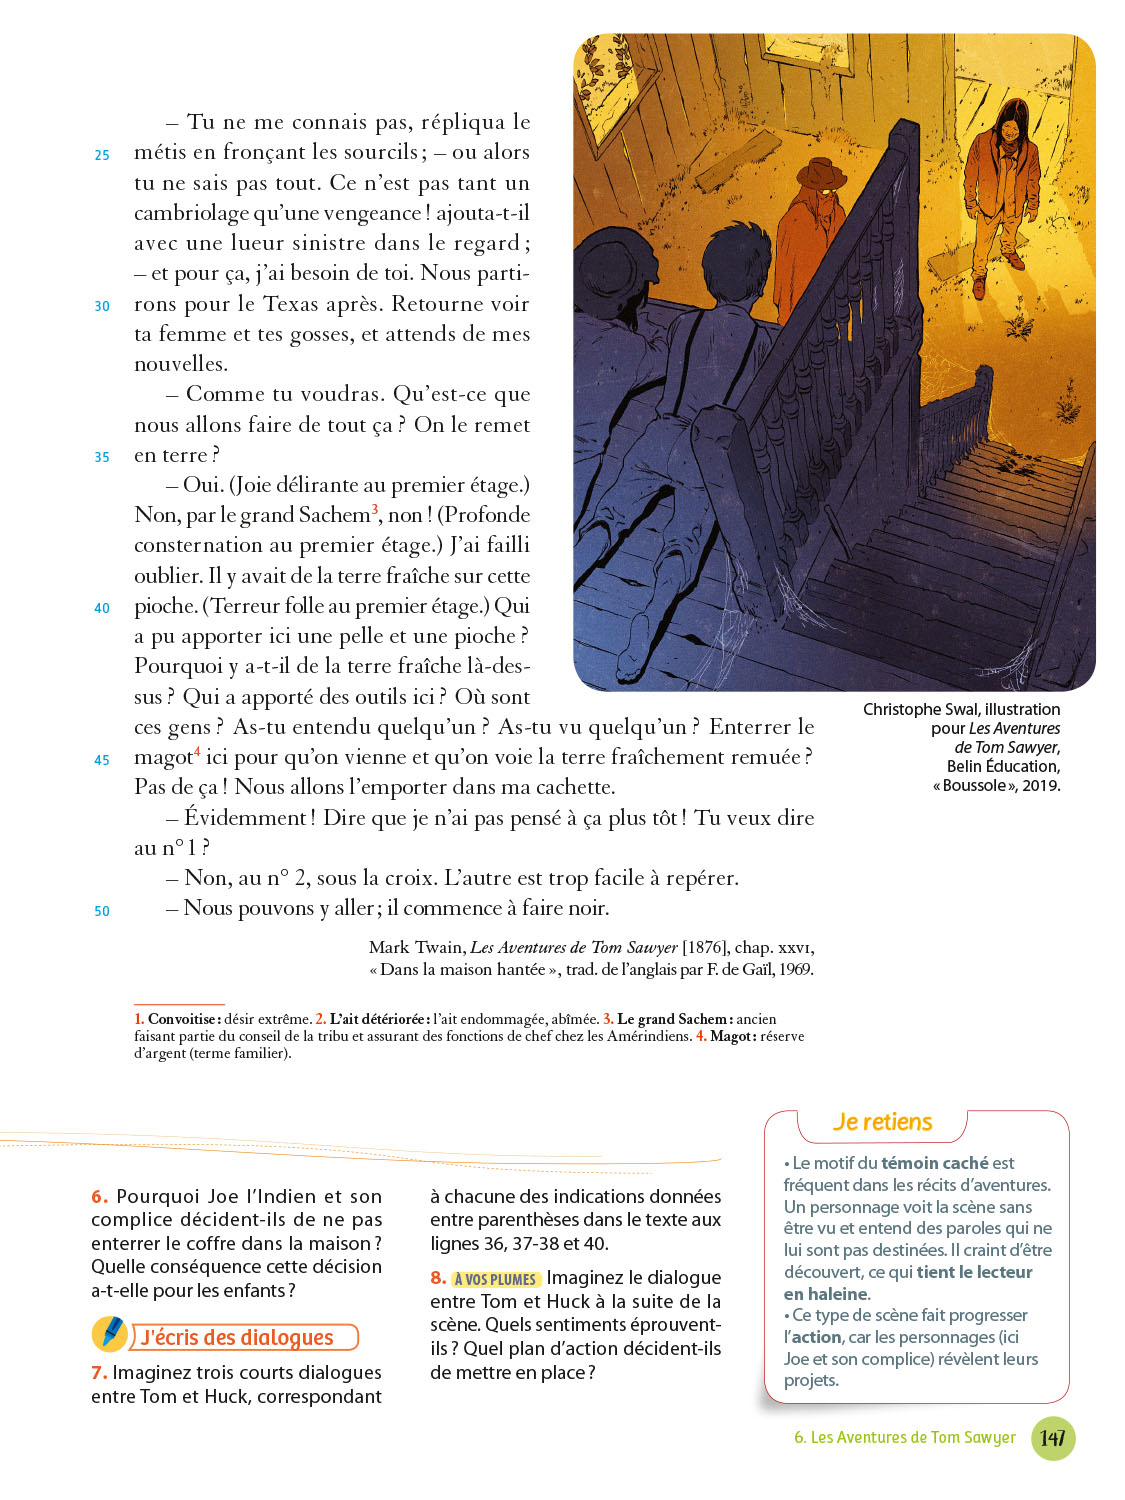 – Tu ne me connais pas, répliqua le
25 métis en fronçant les sourcils ; – ou alors
tu ne sais pas tout. Ce n’est pas tant un
cambriolage qu’une vengeance ! ajouta-t-il
avec une lueur sinistre dans le regard ;
– et pour ça, j’ai besoin de toi. Nous parti-
30 rons pour le Texas après. Retourne voir
ta femme et tes gosses, et attends de mes
nouvelles.
– Comme tu voudras. Qu’est-ce que
nous allons faire de tout ça ? On le remet
35 en terre ?
– Oui. (Joie délirante au premier étage.)
Non, par le grand Sachem3, non ! (Profonde
consternation au premier étage.) J’ai failli
oublier. Il y avait de la terre fraîche sur cette
40 pioche. (Terreur folle au premier étage.) Qui
a pu apporter ici une pelle et une pioche ?
Pourquoi y a-t-il de la terre fraîche là-des-
sus ? Qui a apporté des outils ici ? Où sont
ces gens ? As-tu entendu quelqu’un ? As-tu vu quelqu’un ? Enterrer le
45 magot4 ici pour qu’on vienne et qu’on voie la terre fraîchement remuée ?
Pas de ça ! Nous allons l’emporter dans ma cachette.
– Évidemment ! Dire que je n’ai pas pensé à ça plus tôt ! Tu veux dire
au n° 1 ?
– Non, au n° 2, sous la croix. L’autre est trop facile à repérer.
50 – Nous pouvons y aller ; il commence à faire noir.
Mark Twain, Les Aventures de Tom Sawyer [1876], chap. XXVI,
« Dans la maison hantée », trad. de l’anglais par F. de Gaïl, 1969.
Christophe Swal, illustration
pour Les Aventures
de Tom Sawyer,
Belin Éducation,
« Boussole », 2019.
1. Convoitise : désir extrême. 2. L’ait détériorée : l’ait endommagée, abîmée. 3. Le grand Sachem : ancien
faisant partie du conseil de la tribu et assurant des fonctions de chef chez les Amérindiens. 4. Magot : réserve
d’argent (terme familier).
6. Pourquoi Joe l’Indien et son
complice décident-ils de ne pas
enterrer le coffre dans la maison ?
Quelle conséquence cette décision
a-t-elle pour les enfants ?
J'écris des dialogues
7. Imaginez trois courts dialogues
entre Tom et Huck, correspondant
à chacune des indications données
entre parenthèses dans le texte aux
lignes 36, 37-38 et 40.
8. À VOS PLUMES Imaginez le dialogue
entre Tom et Huck à la suite de la
scène. Quels sentiments éprouvent-
ils ? Quel plan d’action décident-ils
de mettre en place ?
Je retiens
• Le motif du témoin caché est
fréquent dans les récits d’aventures.
Un personnage voit la scène sans
être vu et entend des paroles qui ne
lui sont pas destinées. Il craint d’être
découvert, ce qui tient le lecteur
en haleine.
• Ce type de scène fait progresser
l’action, car les personnages (ici
Joe et son complice) révèlent leurs
projets.
6. Les Aventures de Tom Sawyer 147